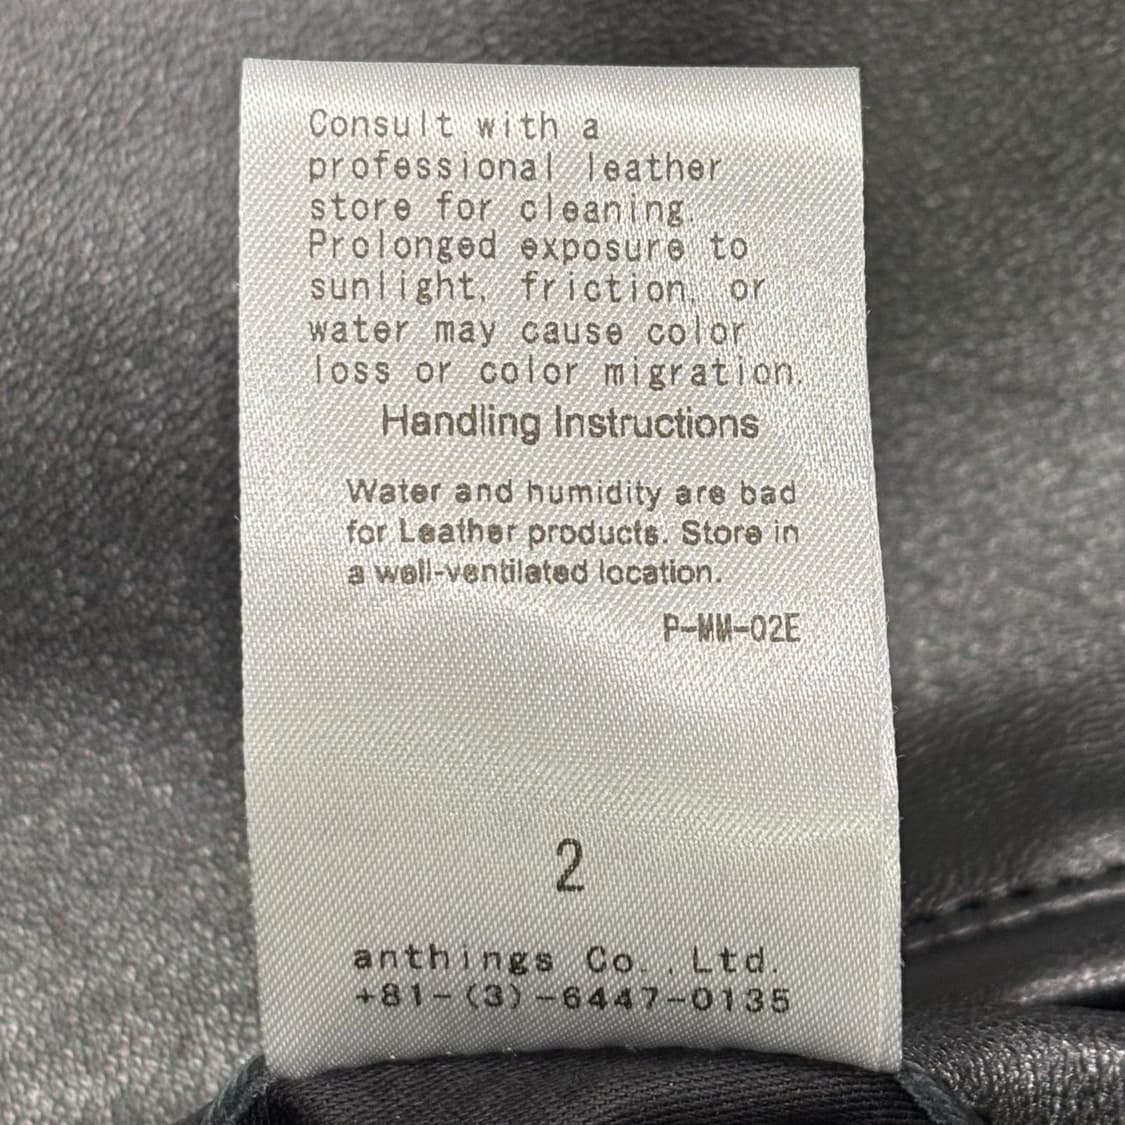 Consult with a
professional leather
store for cleaning.
Prolonged exposure to
sunlight, friction, or
water may cause color
loss or color migration.
Handling Instructions
Water and humidity are bad
for Leather products. Store in
a well-ventilated location.
P-MM-02E
2
anthings Co.,Ltd.
+81-(3)-6447-0135